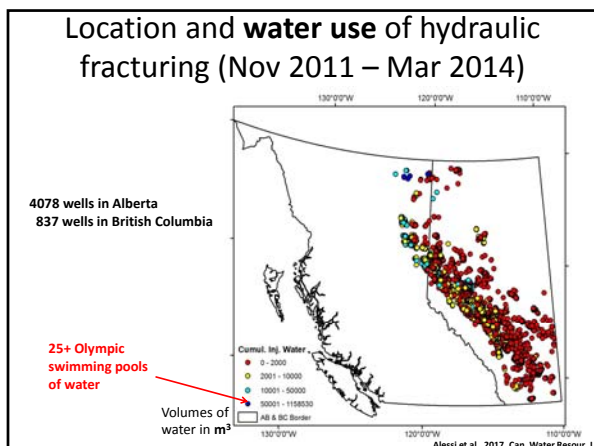 Location and water use of hydraulic
fracturing (Nov 2011 – Mar 2014)
130°0'0"W 120°0'0"W 110°0'0"W
4078 wells in Alberta
837 wells in British Columbia
25+ Olympic
swimming pools
of water
Cumul. Inj. Water
0 - 2000
2001 - 10000
10001 - 50000
50001 - 1158530
AB & BC Border
Volumes of
water in m³
130°0'0"W 120°0'0"W 110°0'0"W
Alessi et al., 2017, Can. Water Resour. J.